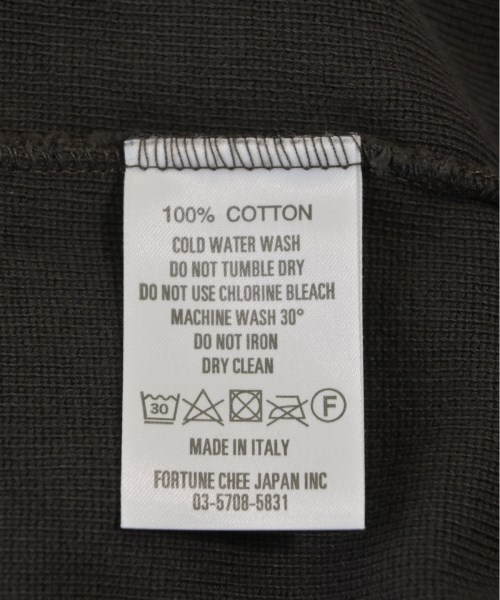 100% COTTON
COLD WATER WASH
DO NOT TUMBLE DRY
DO NOT USE CHLORINE BLEACH
MACHINE WASH 30°
DO NOT IRON
DRY CLEAN
30 F
MADE IN ITALY
FORTUNE CHEE JAPAN INC
03-5708-5831